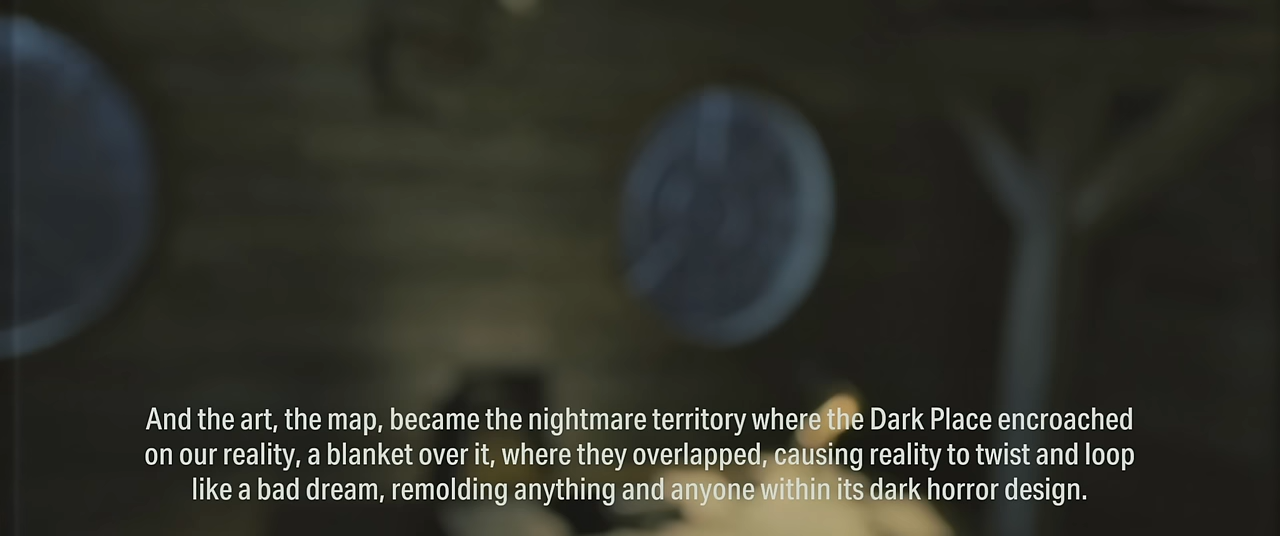 And the art, the map, became the nightmare territory where the Dark Place encroached
on our reality, a blanket over it, where they overlapped, causing reality to twist and loop
like a bad dream, remolding anything and anyone within its dark horror design.